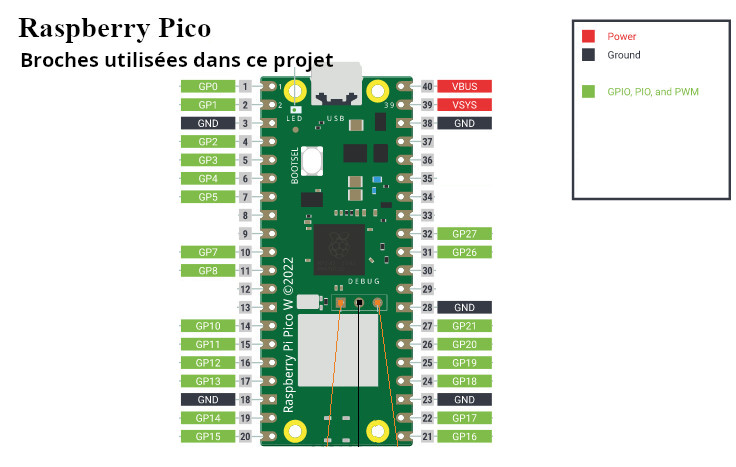 Raspberry Pico
Broches utilisées dans ce projet
Power
Ground
GPIO, PIO, and PWM
GP0 1 1 40 VBUS
GP1 2 2 39 39 VSYS
LED USB
GND 3 38 GND
GP2 4 37
GP3 5 36
BOOTSEL
GP4 6 35
GP5 7 34
8 33
9 32 GP27
GP7 10 31 GP26
GP8 11 30
DEBUG
12 29
13 28 GND
GP10 14 27 GP21
GP11 15 26 GP20
GP12 16 25 GP19
GP13 17 24 GP18
Raspberry Pi Pico W ©2022
GND 18 23 GND
GP14 19 22 GP17
GP15 20 21 GP16